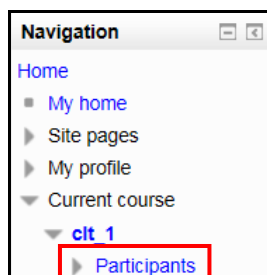 Navigation
Home
My home
Site pages
My profile
Current course
clt_1
Participants